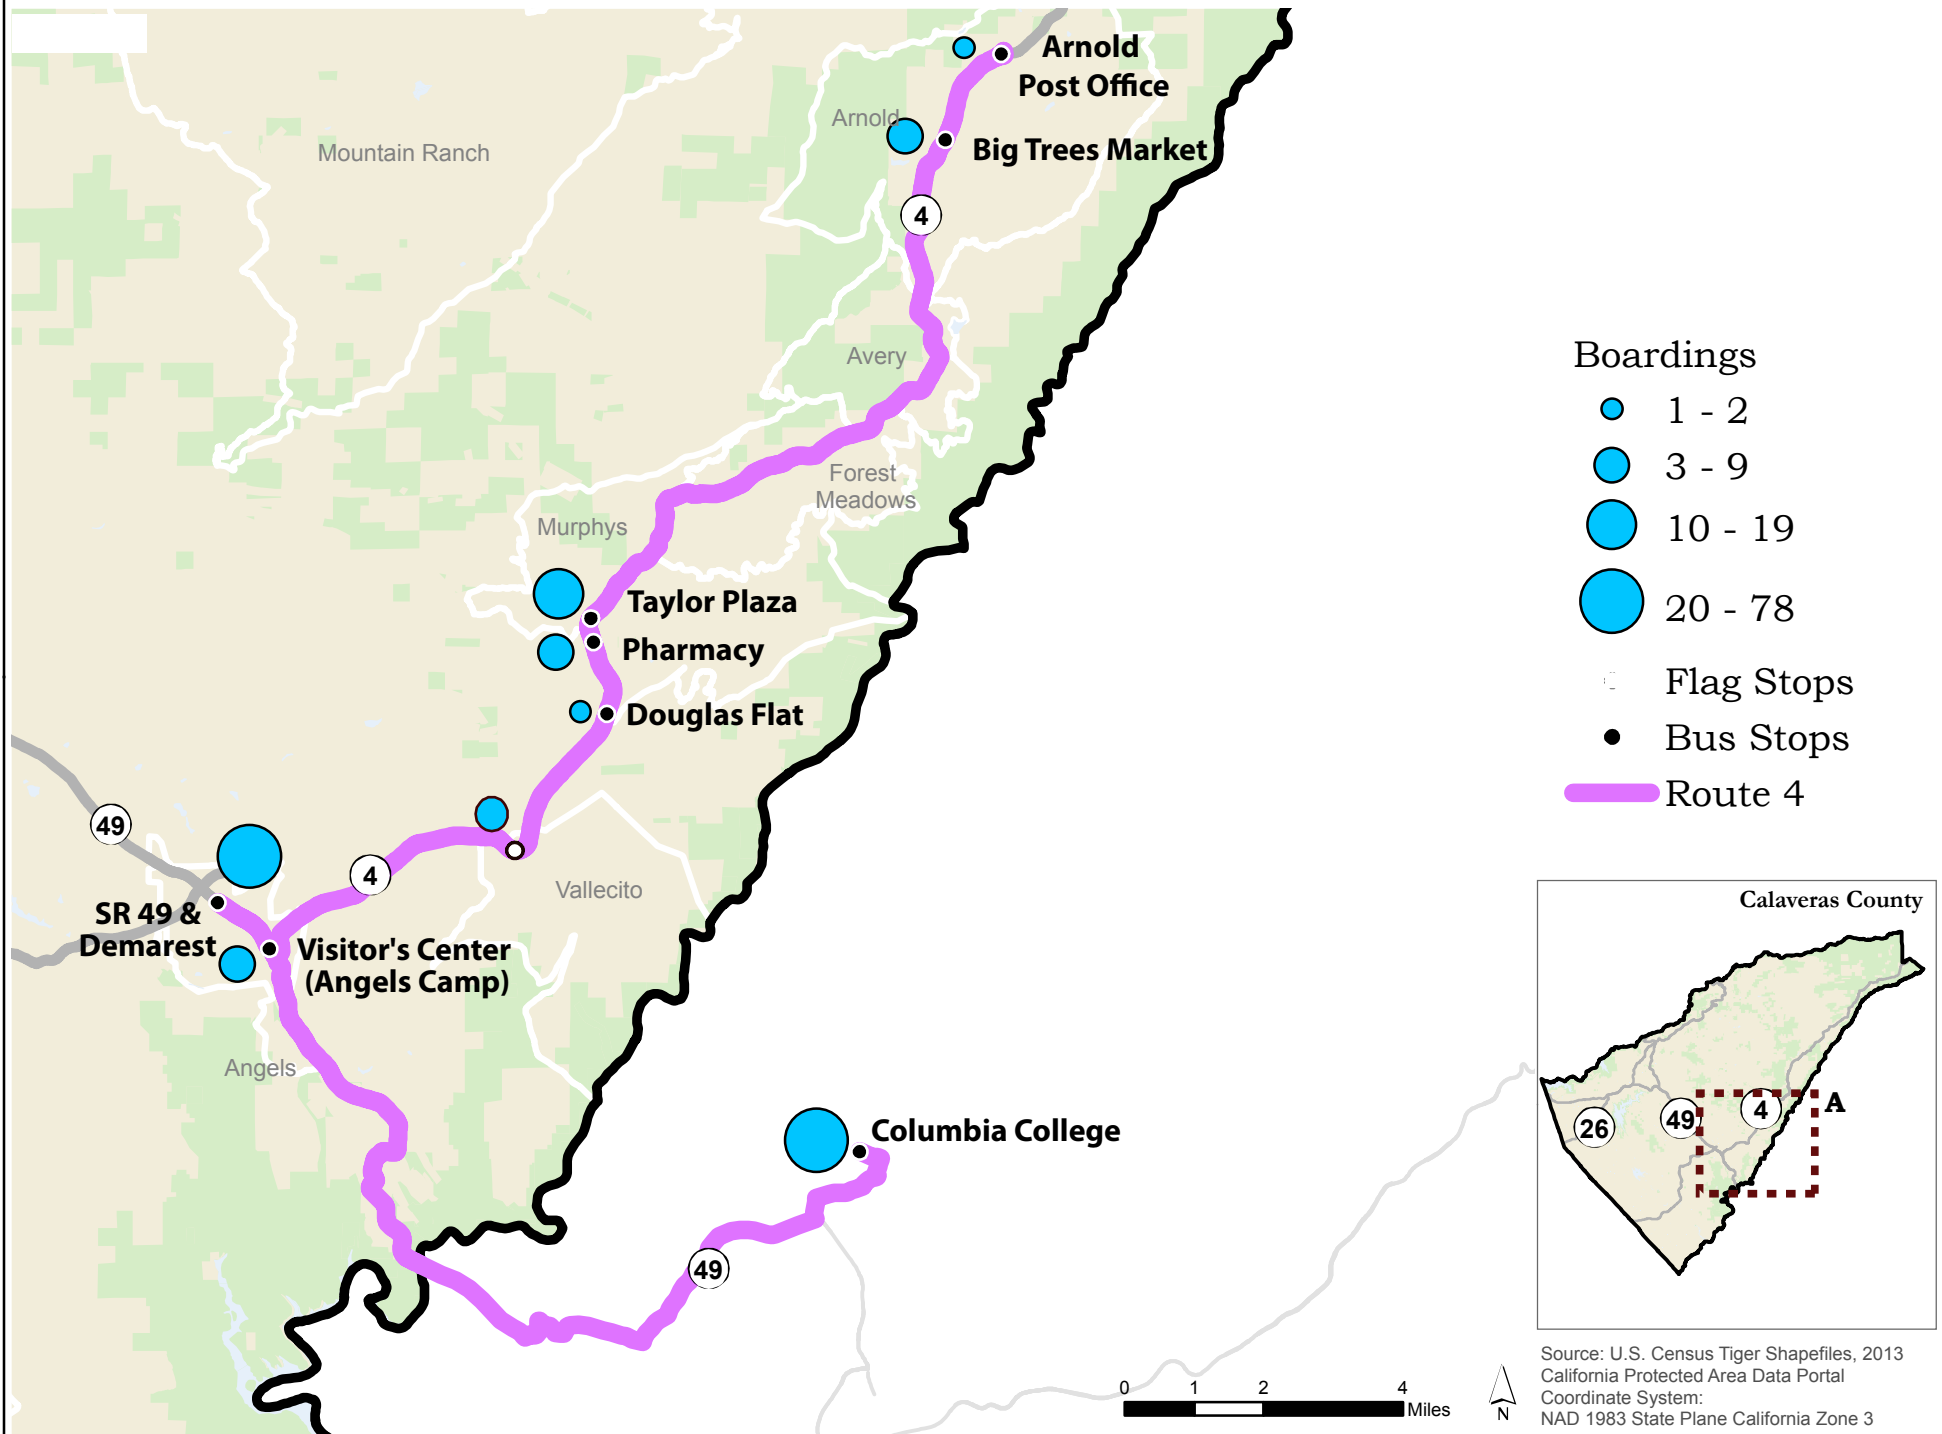 Arnold
Post Office
Arnold
Big Trees Market
Mountain Ranch
4
Avery
Forest
Meadows
Murphys
Taylor Plaza
Pharmacy
Douglas Flat
49
4
Vallecito
SR 49 &
Demarest
Visitor's Center
(Angels Camp)
Angels
Columbia College
49
Boardings
1 - 2
3 - 9
10 - 19
20 - 78
Flag Stops
Bus Stops
Route 4
Calaveras County
A
4
49
26
0 1 2 4
Miles
N
Source: U.S. Census Tiger Shapefiles, 2013
California Protected Area Data Portal
Coordinate System:
NAD 1983 State Plane California Zone 3